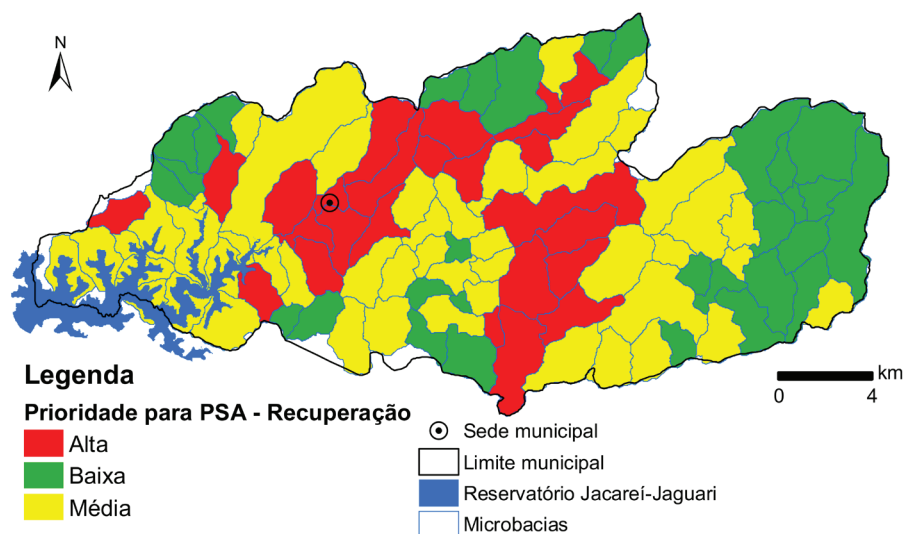 N
km
0 4
Legenda
Prioridade para PSA - Recuperação
Alta
Baixa
Média
Sede municipal
Limite municipal
Reservatório Jacareí-Jaguari
Microbacias